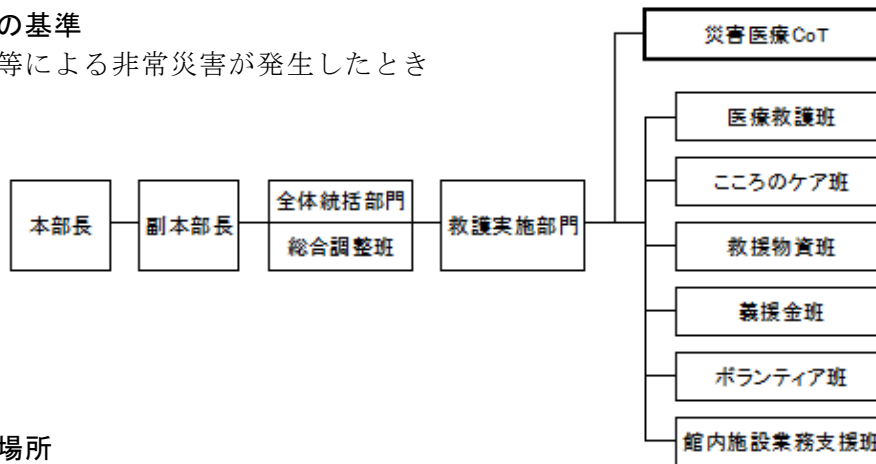 の基準
等による非常災害が発生したとき
災害医療CoT
医療救護班
こころのケア班
本部長
副本部長
全体統括部門
総合調整班
救護実施部門
救援物資班
義援金班
ボランティア班
館内施設業務支援班
場所